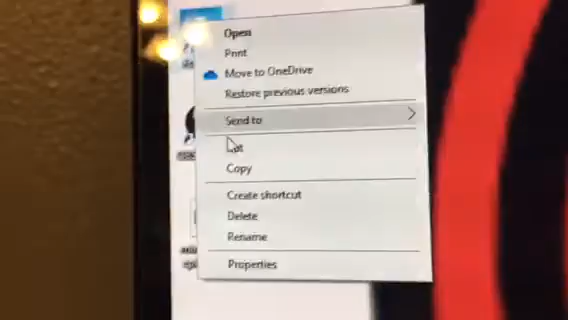 Open
Print
Move to OneDrive
Restore previous versions
Send to
Copy
Create shortcut
Delete
Rename
Properties